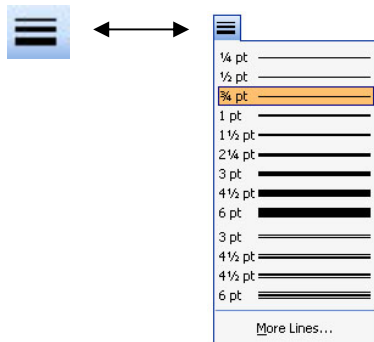 ¼ pt
½ pt
¾ pt
1 pt
1½ pt
2¼ pt
3 pt
4½ pt
6 pt
3 pt
4½ pt
4½ pt
6 pt
More Lines...